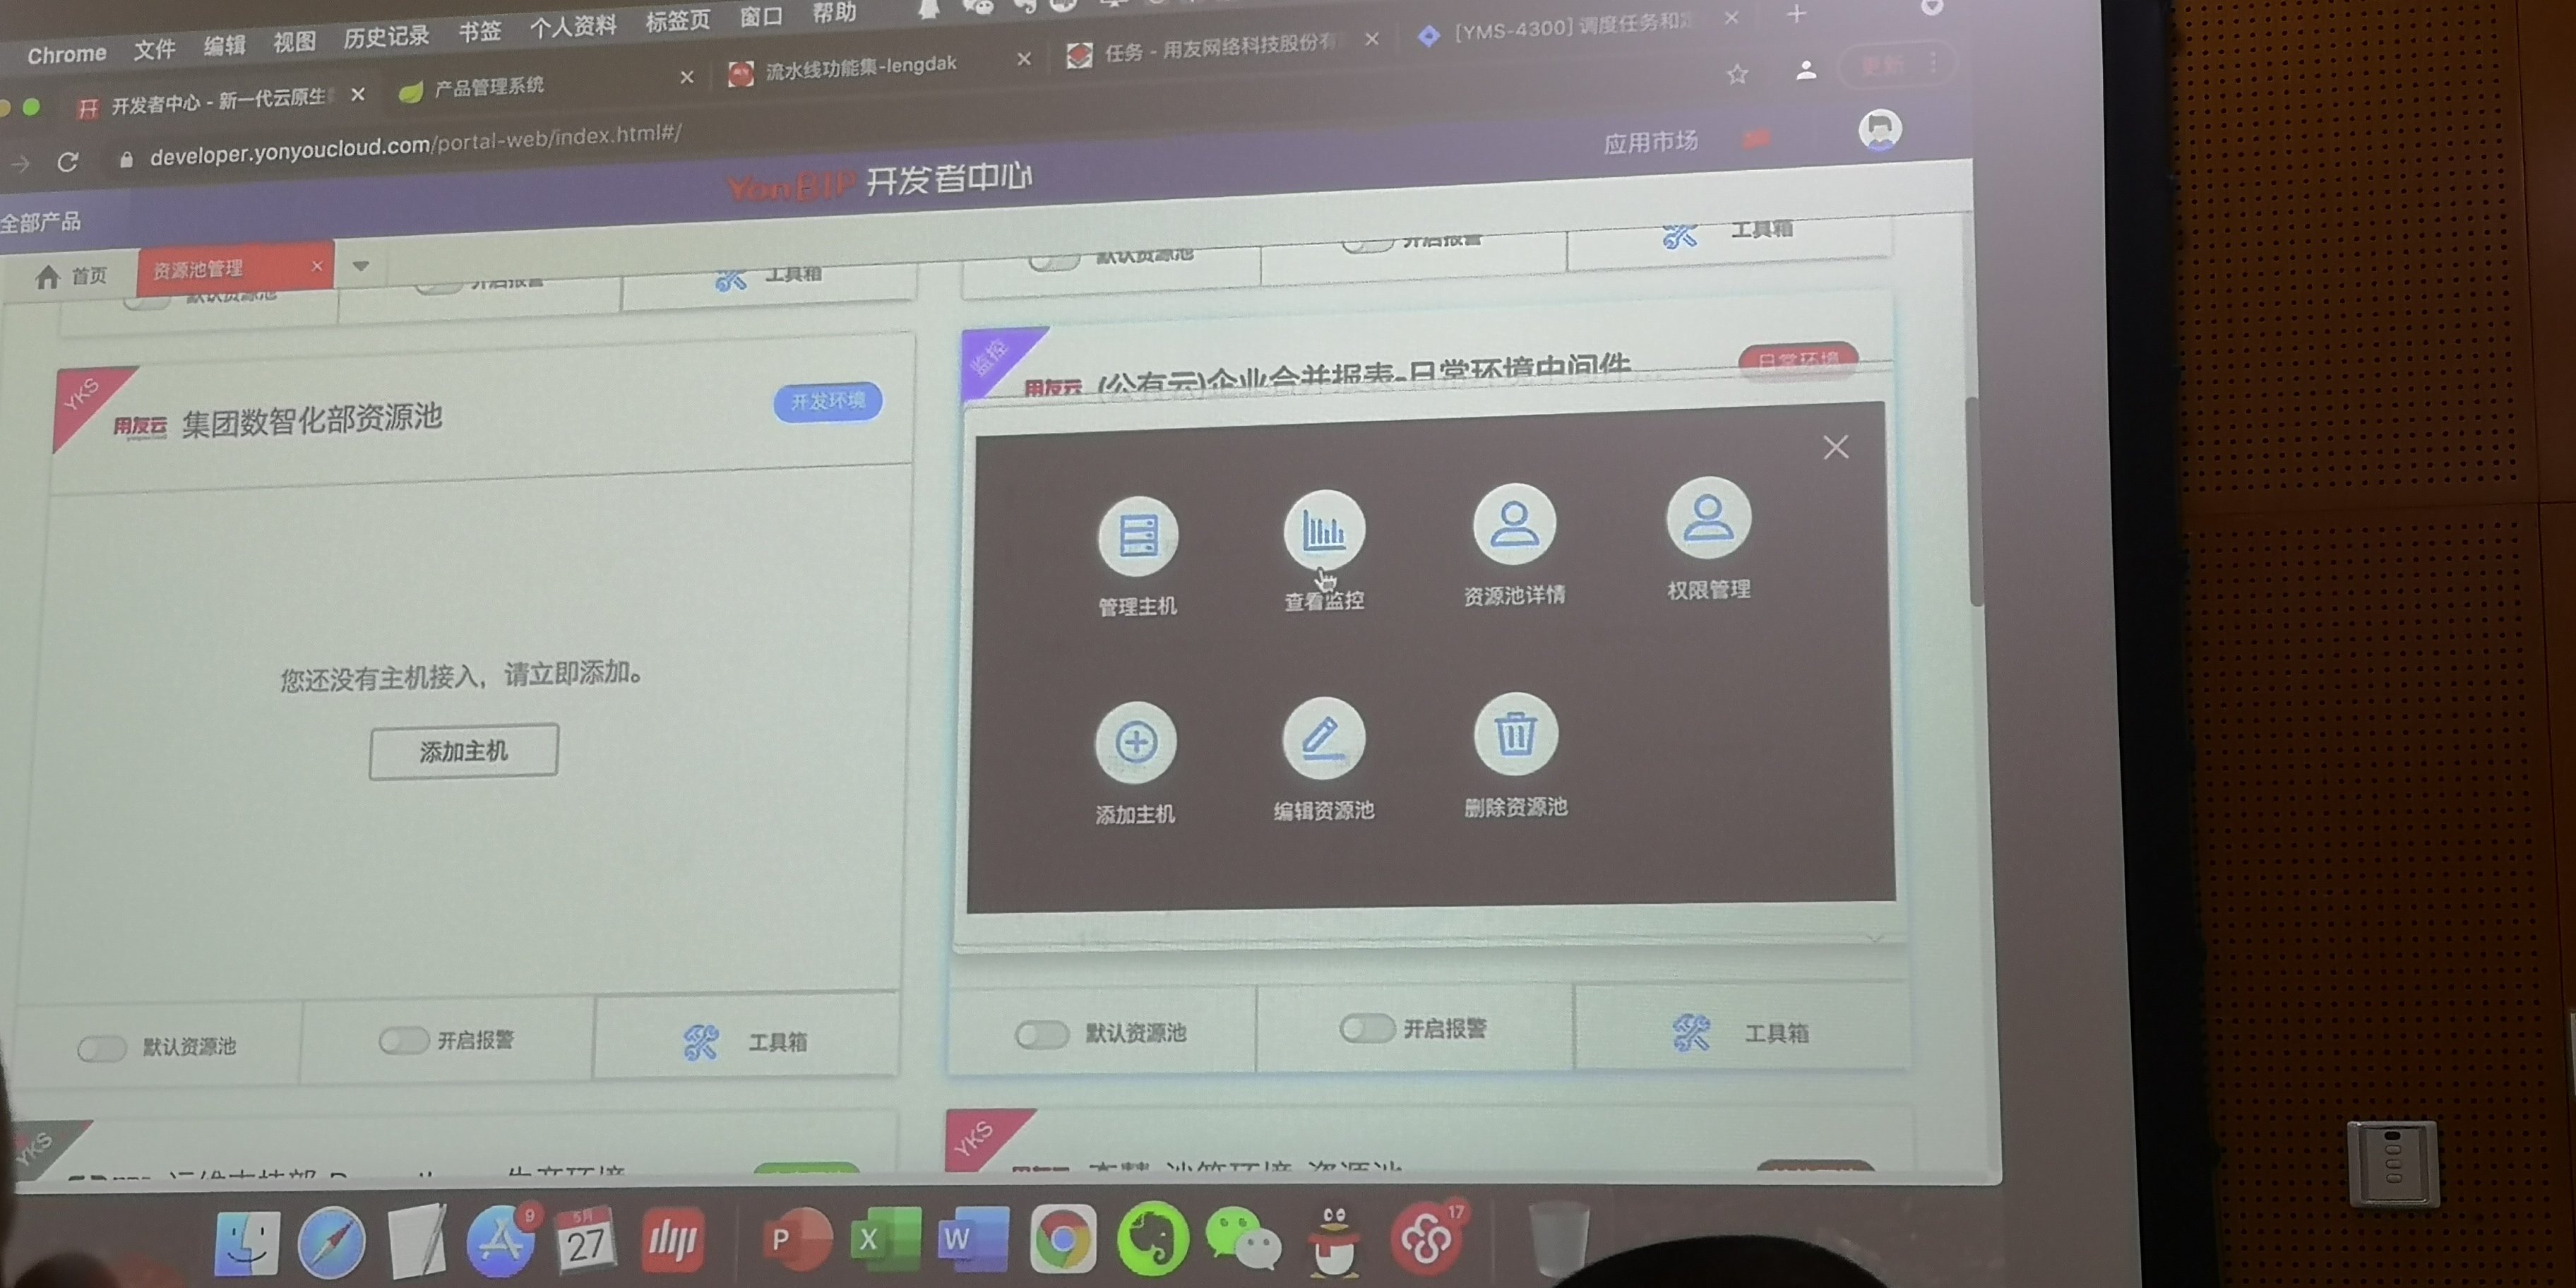 Chrome 文件 编辑 视图 历史记录 书签 个人资料 标签页 窗口 帮助
开发者中心 - 新一代云原生
产品管理系统
流水线功能集-lengdak
任务 - 用友网络科技股份有
[YMS-4300] 调度任务和
developer.yonyoucloud.com/portal-web/index.html#/
更新
YonBIP 开发者中心
应用市场
全部产品
首页
资源池管理
默认资源池 开启报警 工具箱
默认资源池 开启报警 工具箱
YKS
用友云 集团数智化部资源池
开发环境
您还没有主机接入，请立即添加。
添加主机
默认资源池 开启报警 工具箱
监控
用友云 (公有云)企业合并报表-日常环境中间件...
日常环境
管理主机 查看监控 资源池详情 权限管理
添加主机 编辑资源池 删除资源池
默认资源池 开启报警 工具箱
YKS
YKS
9
5月
27
P
X
W
17